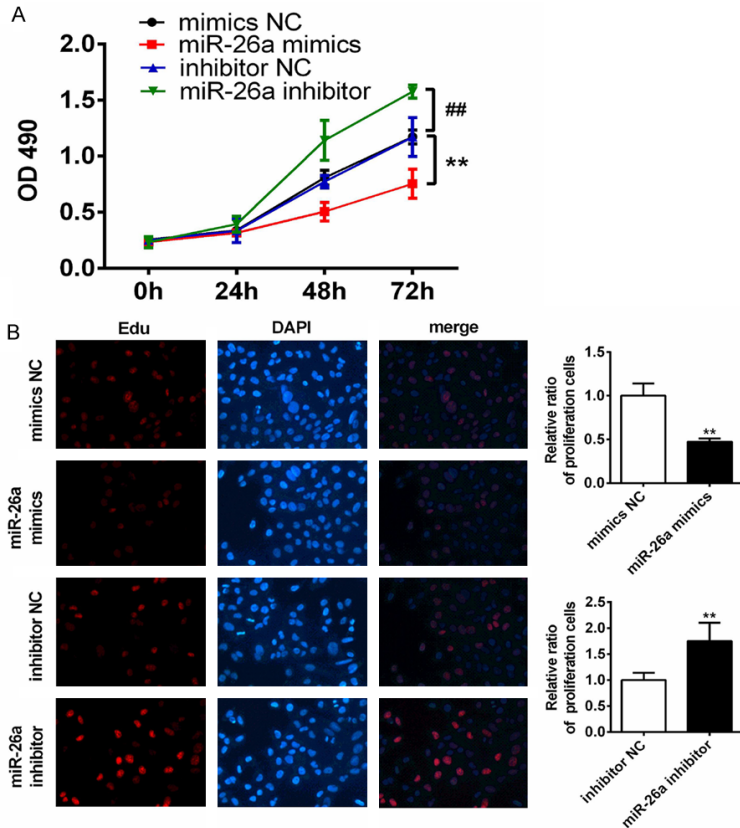 A
mimics NC
miR-26a mimics
inhibitor NC
miR-26a inhibitor
OD 490
2.0
1.5
1.0
0.5
0.0
##
**
0h 24h 48h 72h
B
Edu DAPI merge
mimics NC
miR-26a
mimics
inhibitor NC
miR-26a
inhibitor
Relative ratio
of proliferation cells
1.5
1.0
0.5
0.0
**
mimics NC
miR-26a mimics
Relative ratio
of proliferation cells
2.5
2.0
1.5
1.0
0.5
0.0
**
inhibitor NC
miR-26a inhibitor